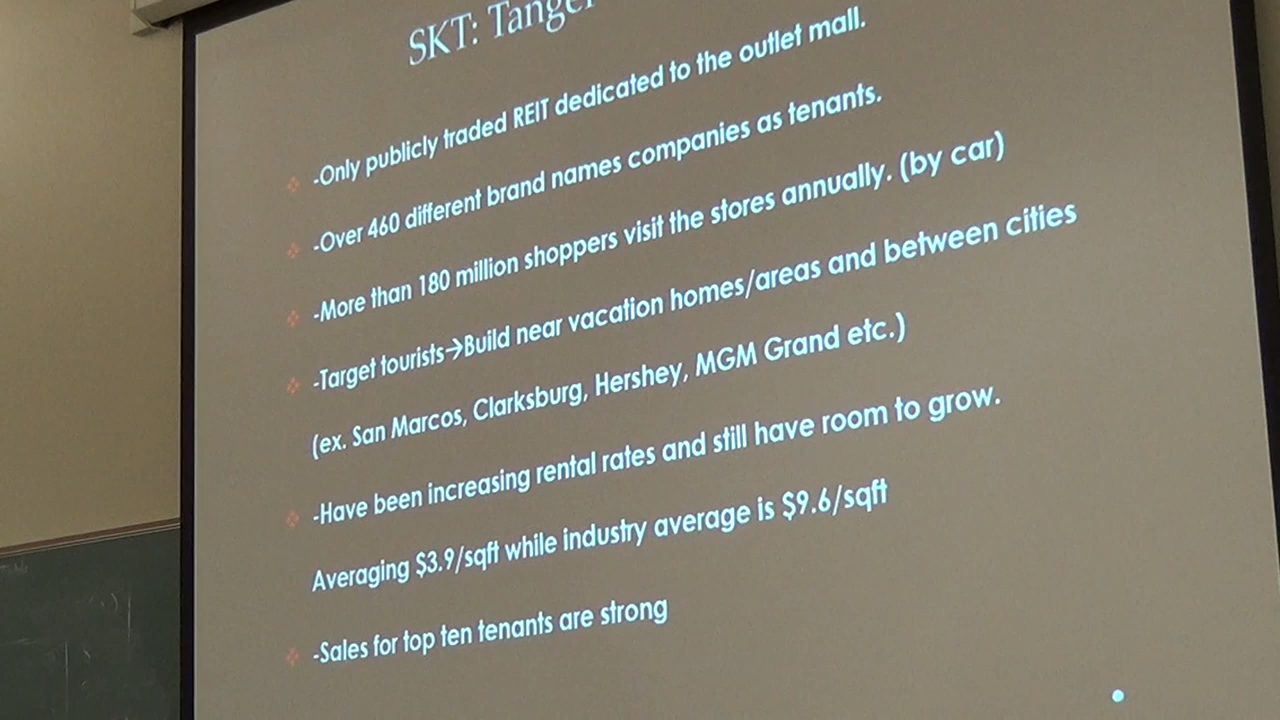 SKT: Tanger
-Only publicly traded REIT dedicated to the outlet mall.
-Over 460 different brand names companies as tenants.
-More than 180 million shoppers visit the stores annually. (by car)
-Target tourists→Build near vacation homes/areas and between cities
(ex. San Marcos, Clarksburg, Hershey, MGM Grand etc.)
-Have been increasing rental rates and still have room to grow.
Averaging $3.9/sqft while industry average is $9.6/sqft
-Sales for top ten tenants are strong